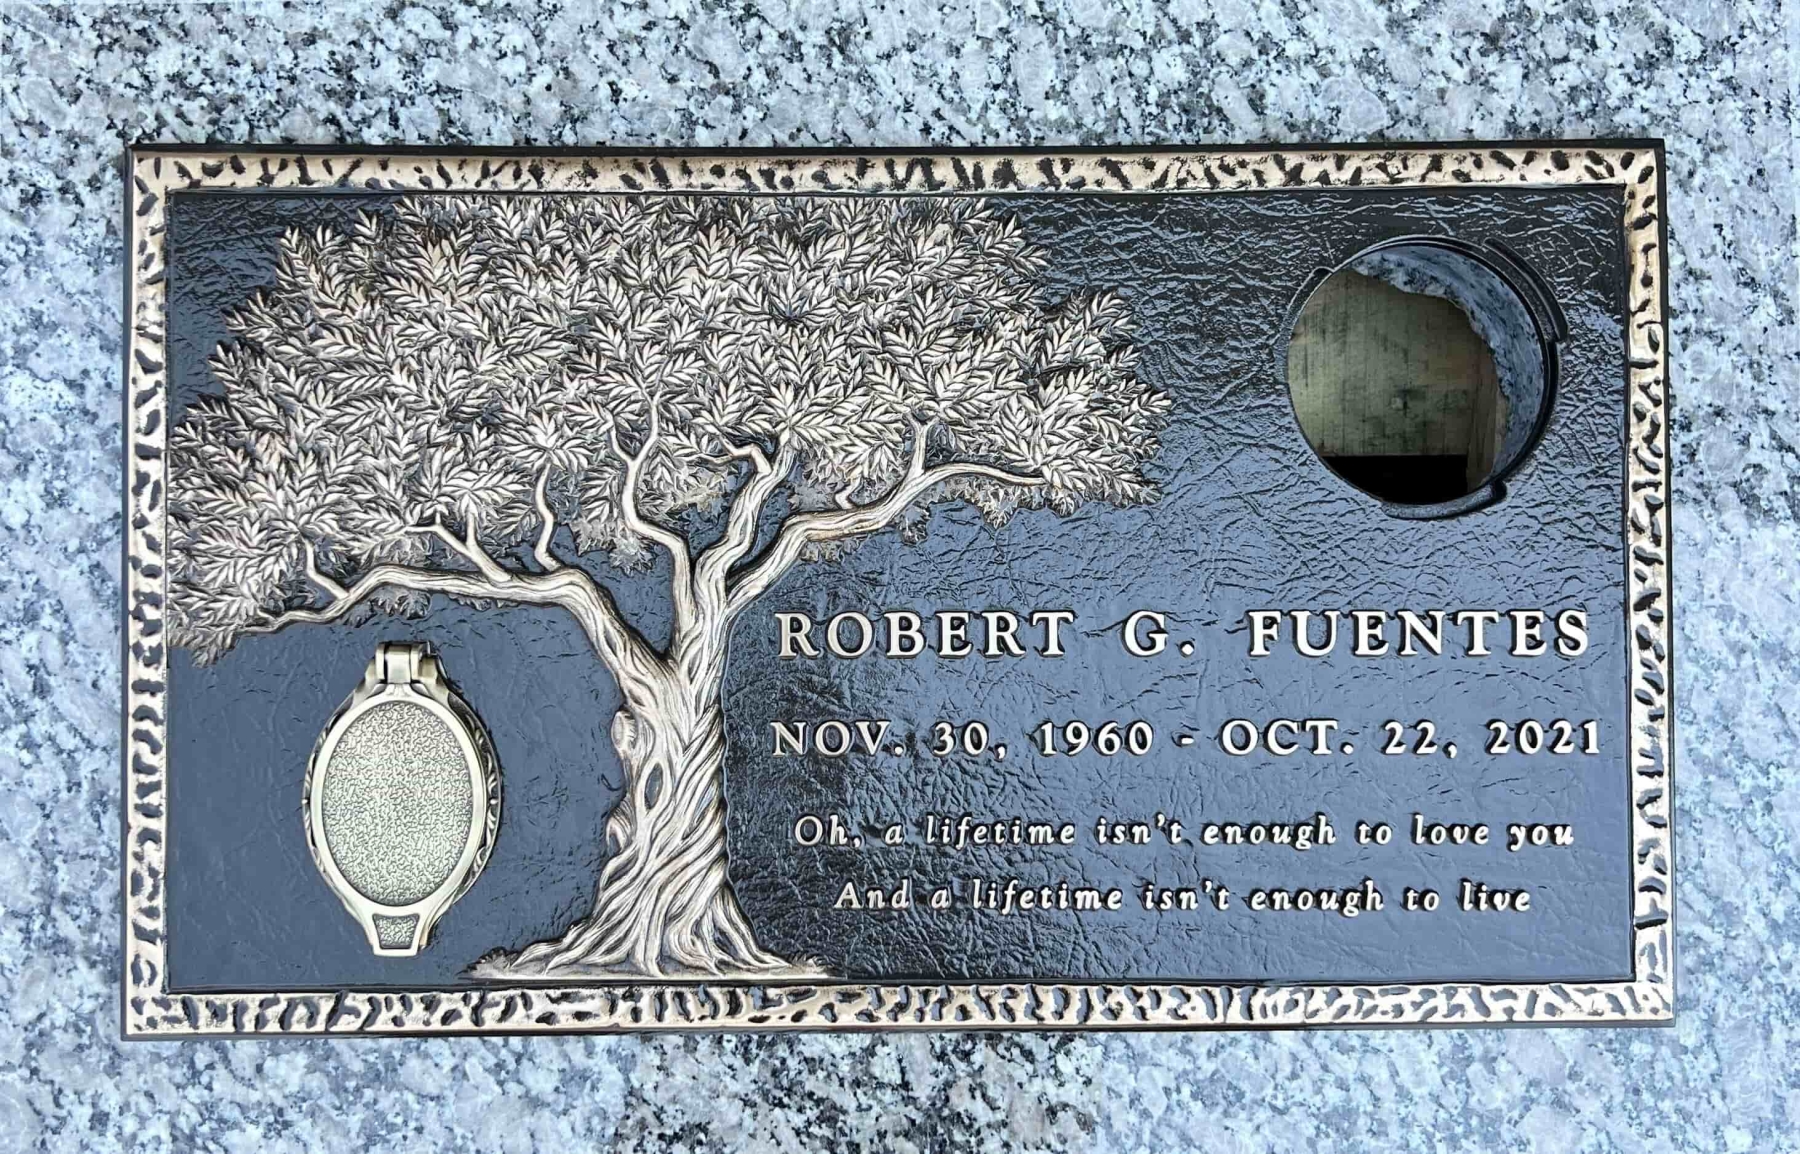 ROBERT G. FUENTES
NOV. 30, 1960 - OCT. 22, 2021
Oh, a lifetime isn't enough to love you
And a lifetime isn't enough to live